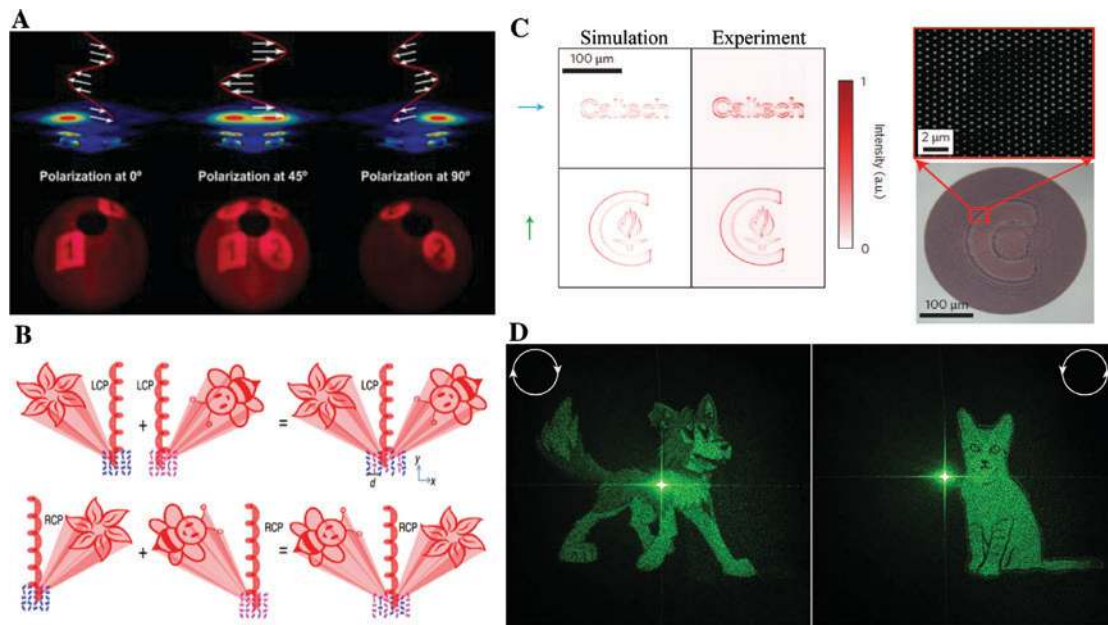 A
Polarization at 0°
Polarization at 45°
Polarization at 90°
1
1 2
2
B
LCP
+
LCP
=
LCP
d
y
x
RCP
+
RCP
=
RCP
C
Simulation
Experiment
100 µm
Caltech
Caltech
1
Intensity (a.u.)
0
2 µm
100 µm
D